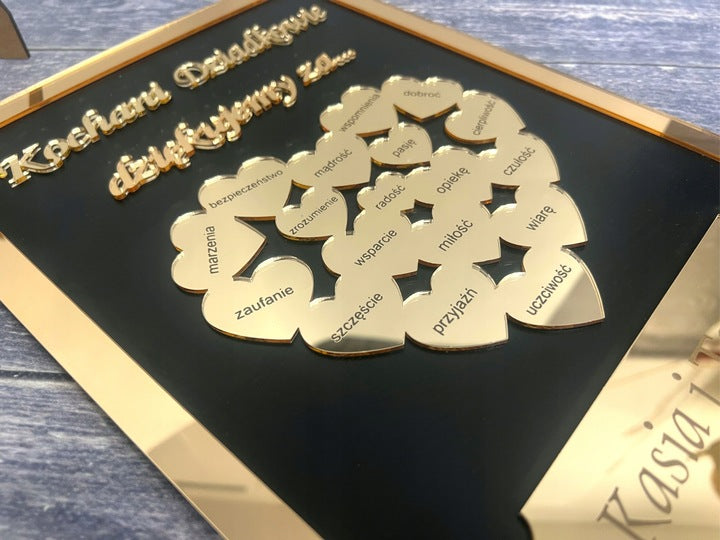 Kochani Dziadkowie
dziękujemy za...
wspomnienia
dobroć
cierpliwość
pasję
mądrość
bezpieczeństwo
opiekę
czułość
radość
zrozumienie
marzenia
wsparcie
miłość
wiarę
zaufanie
szczęście
przyjaźń
uczciwość
Kasia i